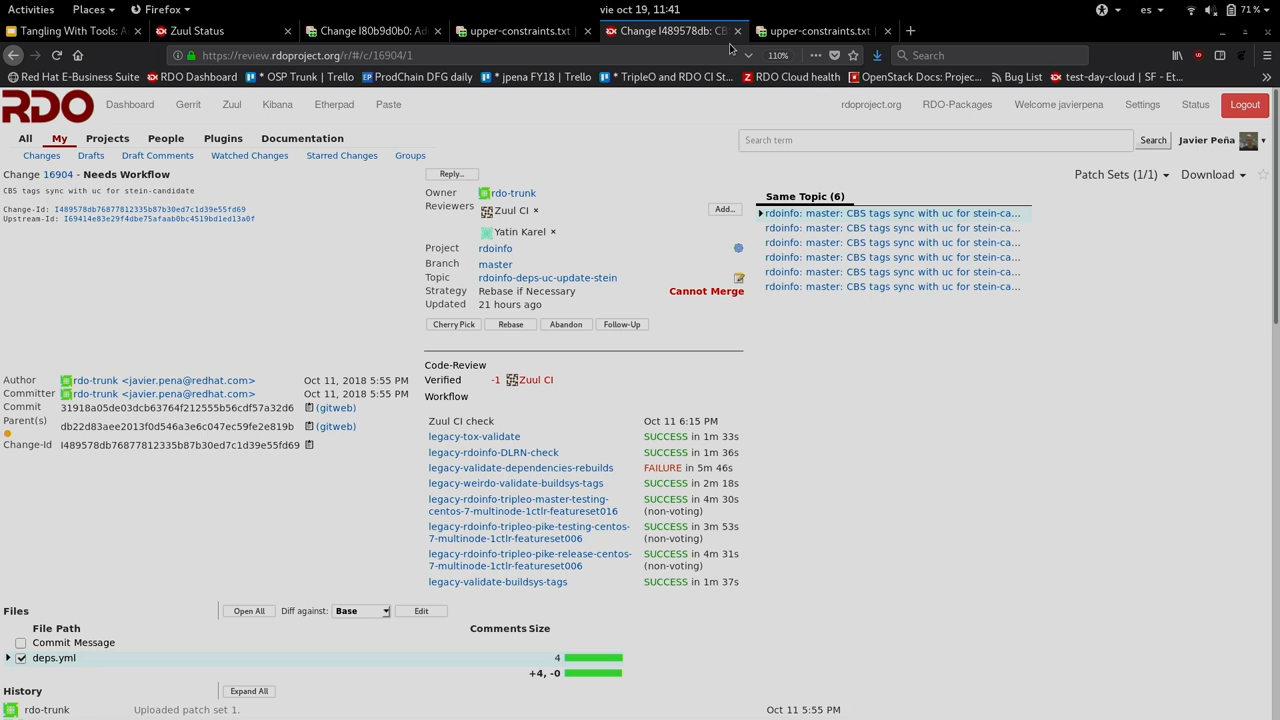 Activities Places Firefox vie oct 19, 11:41 71 %
Tangling With Tools: A Zuul Status Change I80b9d0b0: Ad upper-constraints.txt Change I489578db: CB upper-constraints.txt
https://review.rdoproject.org/r/#/c/16904/1 110% Search
Red Hat E-Business Suite RDO Dashboard * OSP Trunk | Trello ProdChain DFG daily * jpena FY18 | Trello * TripleO and RDO CI St... RDO Cloud health OpenStack Docs: Projec... Bug List test-day-cloud | SF - Et...
RDO Dashboard Gerrit Zuul Kibana Etherpad Paste rdoproject.org RDO-Packages Welcome javierpena Settings Status Logout
All My Projects People Plugins Documentation Search term Search Javier Peña
Changes Drafts Draft Comments Watched Changes Starred Changes Groups
Change 16904 - Needs Workflow Reply... Patch Sets (1/1) Download
CBS tags sync with uc for stein-candidate
Change-Id: I489578db76877812335b87b30ed7c1d39e55fd69
Upstream-Id: I69414e83e29f4dbe75afaab0bc4519bd1ed13a0f
Owner rdo-trunk
Reviewers Zuul CI × Add...
Yatin Karel ×
Project rdoinfo
Branch master
Topic rdoinfo-deps-uc-update-stein
Strategy Rebase if Necessary Cannot Merge
Updated 21 hours ago
Cherry Pick Rebase Abandon Follow-Up
Same Topic (6)
rdoinfo: master: CBS tags sync with uc for stein-ca...
rdoinfo: master: CBS tags sync with uc for stein-ca...
rdoinfo: master: CBS tags sync with uc for stein-ca...
rdoinfo: master: CBS tags sync with uc for stein-ca...
rdoinfo: master: CBS tags sync with uc for stein-ca...
rdoinfo: master: CBS tags sync with uc for stein-ca...
Author rdo-trunk <javier.pena@redhat.com> Oct 11, 2018 5:55 PM
Committer rdo-trunk <javier.pena@redhat.com> Oct 11, 2018 5:55 PM
Commit 31918a05de03dcb63764f212555b56cdf57a32d6 (gitweb)
Parent(s) db22d83aee2013f0d546a3e6c047ec59fe2e819b (gitweb)
Change-Id I489578db76877812335b87b30ed7c1d39e55fd69
Code-Review
Verified -1 Zuul CI
Workflow
Zuul CI check Oct 11 6:15 PM
legacy-tox-validate SUCCESS in 1m 33s
legacy-rdoinfo-DLRN-check SUCCESS in 1m 36s
legacy-validate-dependencies-rebuilds FAILURE in 5m 46s
legacy-weirdo-validate-buildsys-tags SUCCESS in 2m 18s
legacy-rdoinfo-tripleo-master-testing- SUCCESS in 4m 30s
centos-7-multinode-1ctlr-featureset016 (non-voting)
legacy-rdoinfo-tripleo-pike-testing-centos- SUCCESS in 3m 53s
7-multinode-1ctlr-featureset006 (non-voting)
legacy-rdoinfo-tripleo-pike-release-centos- SUCCESS in 4m 31s
7-multinode-1ctlr-featureset006 (non-voting)
legacy-validate-buildsys-tags SUCCESS in 1m 37s
Files Open All Diff against: Base Edit
File Path Comments Size
Commit Message
deps.yml 4
+4, -0
History Expand All
rdo-trunk Uploaded patch set 1. Oct 11 5:55 PM